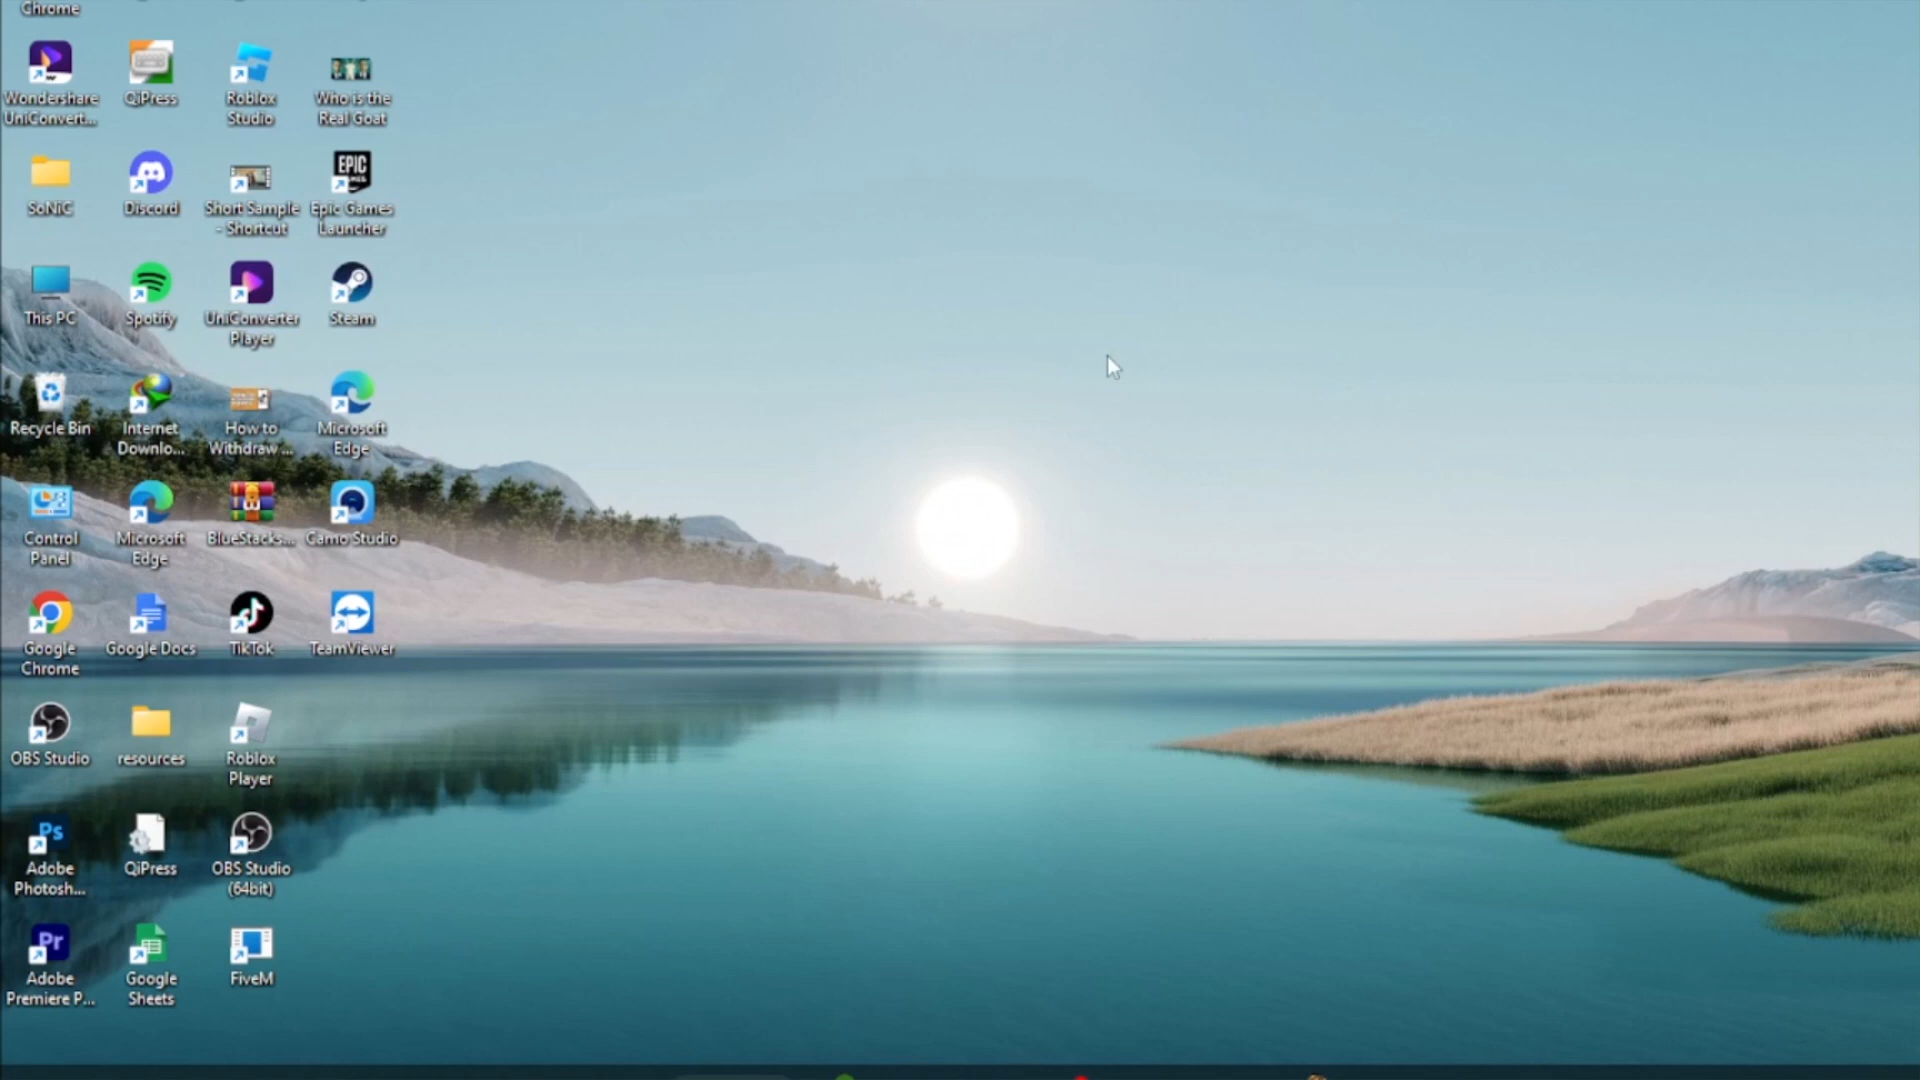 Chrome
Wondershare
UniConvert...
QiPress
Roblox
Studio
Who is the
Real Goat
SoNiC
Discord
Short Sample
- Shortcut
EPIC
Epic Games
Launcher
This PC
Spotify
UniConverter
Player
Steam
Recycle Bin
Internet
Downlo...
How to
Withdraw ...
Microsoft
Edge
Control
Panel
Microsoft
Edge
BlueStacks...
Camo Studio
Google
Chrome
Google Docs
TikTok
TeamViewer
OBS Studio
resources
Roblox
Player
Ps
Adobe
Photosh...
QiPress
OBS Studio
(64bit)
Pr
Adobe
Premiere P...
Google
Sheets
FiveM